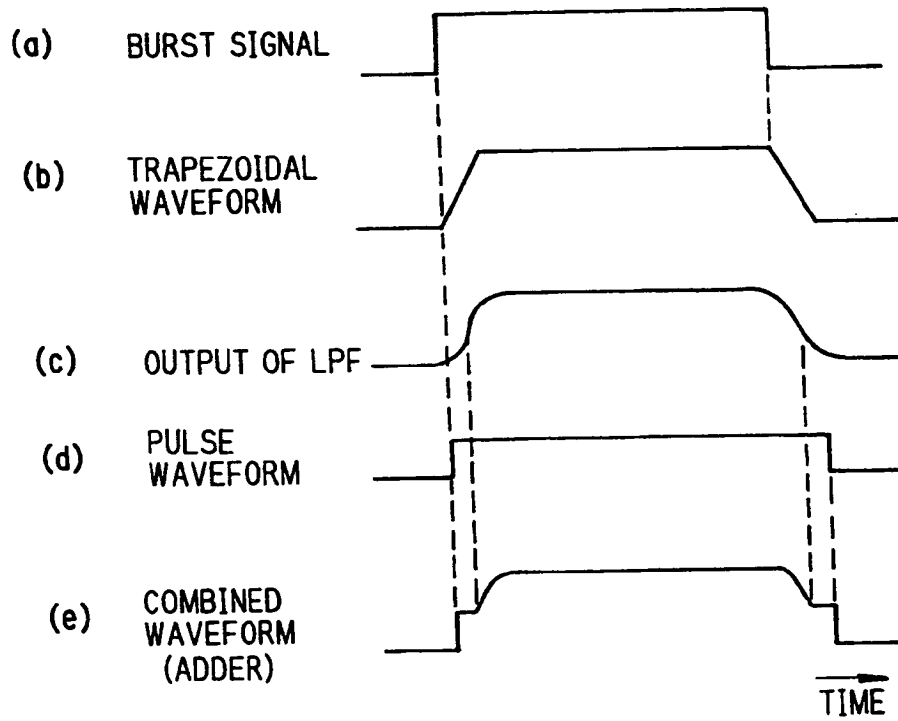 (a) BURST SIGNAL
(b) TRAPEZOIDAL
WAVEFORM
(c) OUTPUT OF LPF
(d) PULSE
WAVEFORM
(e) COMBINED
WAVEFORM
(ADDER)
TIME